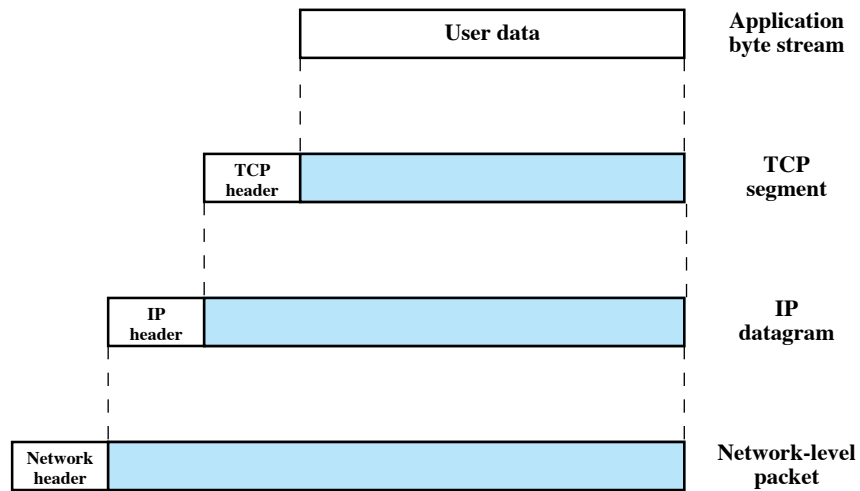 User data
Application
byte stream
TCP
header
TCP
segment
IP
header
IP
datagram
Network
header
Network-level
packet